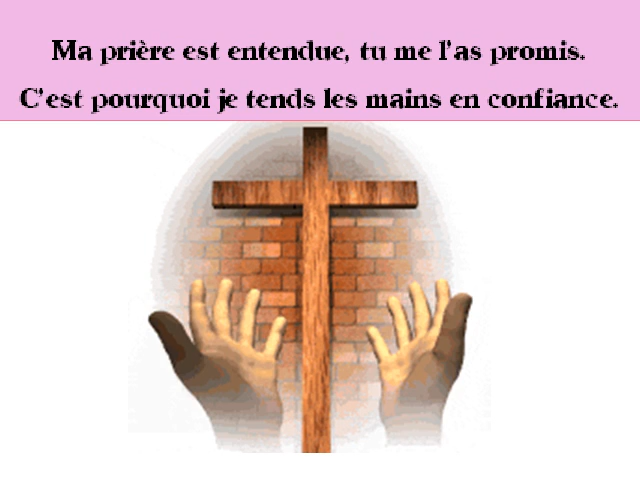 Ma prière est entendue, tu me l'as promis.
C'est pourquoi je tends les mains en confiance.